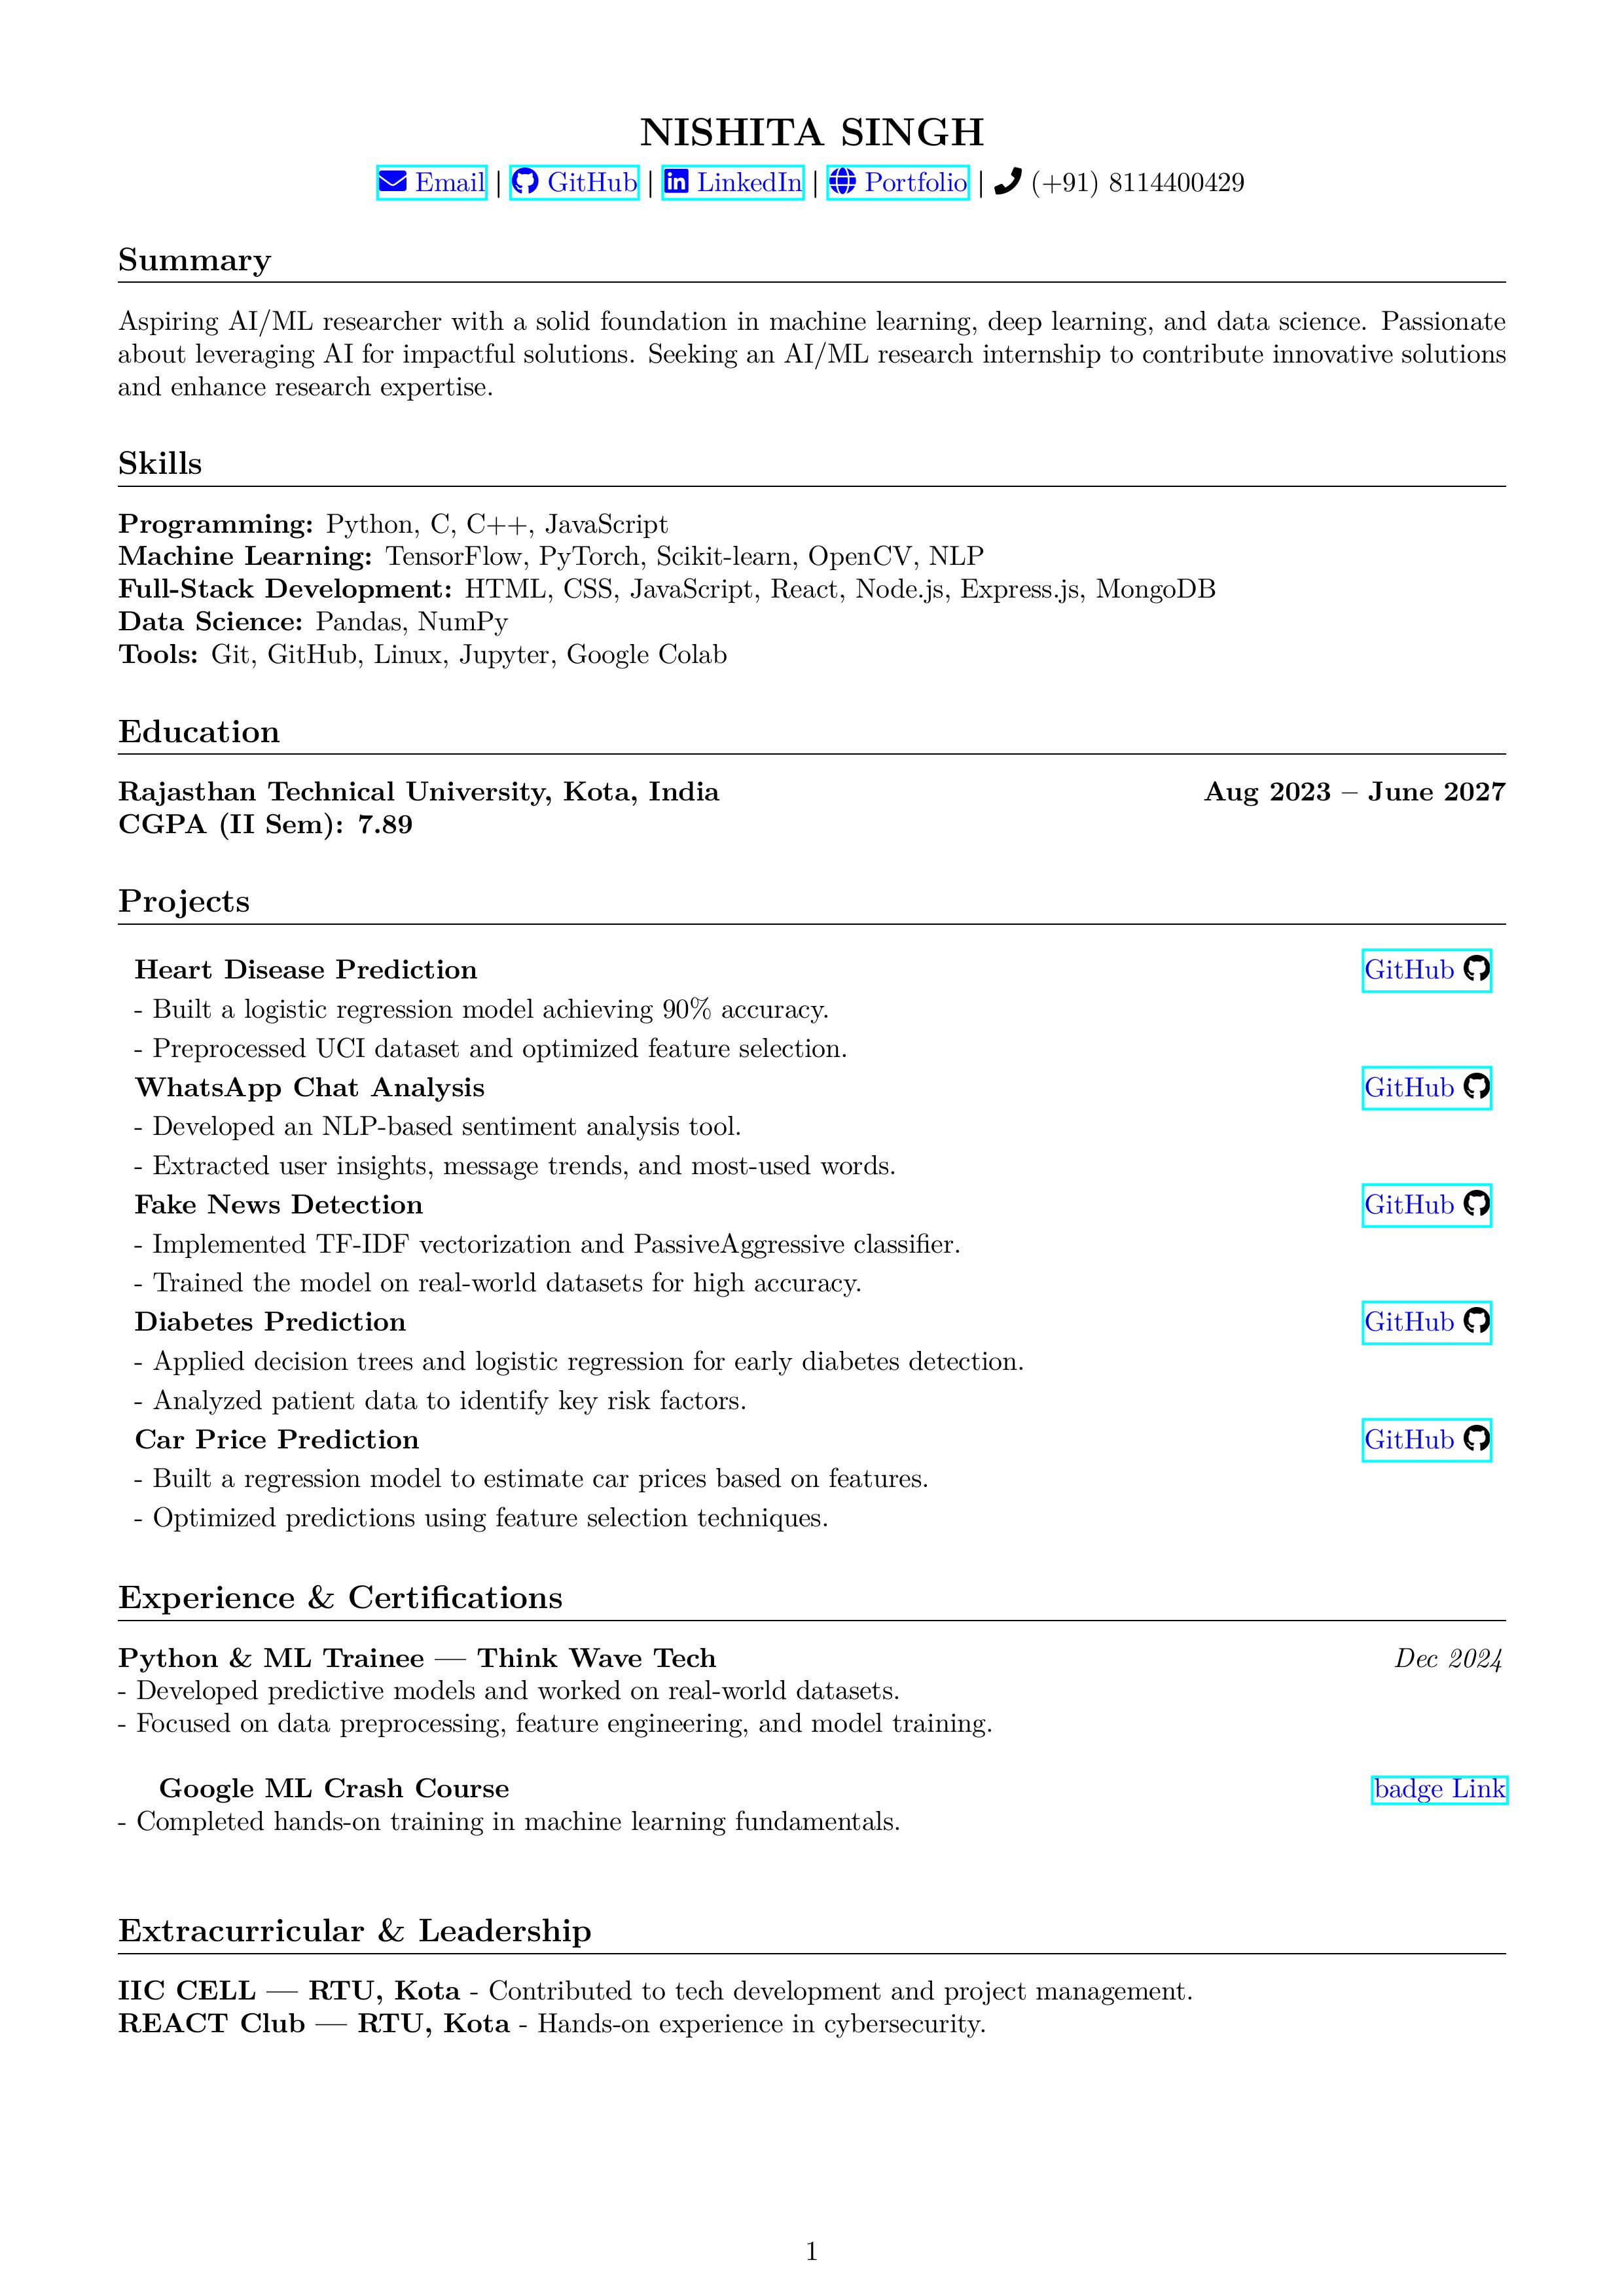 NISHITA SINGH
Email | GitHub | LinkedIn | Portfolio | (+91) 8114400429
Summary
Aspiring AI/ML researcher with a solid foundation in machine learning, deep learning, and data science. Passionate
about leveraging AI for impactful solutions. Seeking an AI/ML research internship to contribute innovative solutions
and enhance research expertise.
Skills
Programming: Python, C, C++, JavaScript
Machine Learning: TensorFlow, PyTorch, Scikit-learn, OpenCV, NLP
Full-Stack Development: HTML, CSS, JavaScript, React, Node.js, Express.js, MongoDB
Data Science: Pandas, NumPy
Tools: Git, GitHub, Linux, Jupyter, Google Colab
Education
Rajasthan Technical University, Kota, India Aug 2023 – June 2027
CGPA (II Sem): 7.89
Projects
Heart Disease Prediction GitHub
- Built a logistic regression model achieving 90% accuracy.
- Preprocessed UCI dataset and optimized feature selection.
WhatsApp Chat Analysis GitHub
- Developed an NLP-based sentiment analysis tool.
- Extracted user insights, message trends, and most-used words.
Fake News Detection GitHub
- Implemented TF-IDF vectorization and PassiveAggressive classifier.
- Trained the model on real-world datasets for high accuracy.
Diabetes Prediction GitHub
- Applied decision trees and logistic regression for early diabetes detection.
- Analyzed patient data to identify key risk factors.
Car Price Prediction GitHub
- Built a regression model to estimate car prices based on features.
- Optimized predictions using feature selection techniques.
Experience & Certifications
Python & ML Trainee — Think Wave Tech Dec 2024
- Developed predictive models and worked on real-world datasets.
- Focused on data preprocessing, feature engineering, and model training.
Google ML Crash Course badge Link
- Completed hands-on training in machine learning fundamentals.
Extracurricular & Leadership
IIC CELL — RTU, Kota - Contributed to tech development and project management.
REACT Club — RTU, Kota - Hands-on experience in cybersecurity.
1